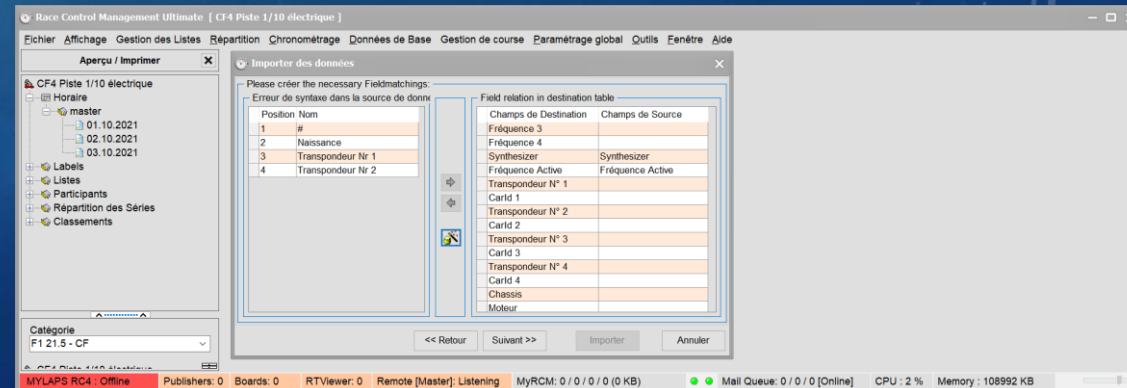 Race Control Management Ultimate [ CF4 Piste 1/10 électrique ]
Fichier Affichage Gestion des Listes Répartition Chronométrage Données de Base Gestion de course Paramétrage global Outils Fenêtre Aide
Aperçu / Imprimer
CF4 Piste 1/10 électrique
Horaire
master
01.10.2021
02.10.2021
03.10.2021
Labels
Listes
Participants
Répartition des Séries
Classements
Catégorie
F1 21.5 - CF
CF4 Piste 1/10 électrique
Importer des données
Please créer the necessary Fieldmatchings:
Erreur de syntaxe dans la source de donne
Position Nom
1 #
2 Naissance
3 Transpondeur Nr 1
4 Transpondeur Nr 2
Field relation in destination table
Champs de Destination Champs de Source
Fréquence 3
Fréquence 4
Synthesizer Synthesizer
Fréquence Active Fréquence Active
Transpondeur N° 1
CarId 1
Transpondeur N° 2
CarId 2
Transpondeur N° 3
CarId 3
Transpondeur N° 4
CarId 4
Chassis
Moteur
<< Retour Suivant >> Importer Annuler
MYLAPS RC4 : Offline Publishers: 0 Boards: 0 RTViewer: 0 Remote [Master]: Listening MyRCM: 0 / 0 / 0 / 0 (0 KB) Mail Queue: 0 / 0 / 0 [Online] CPU : 2 % Memory : 108992 KB